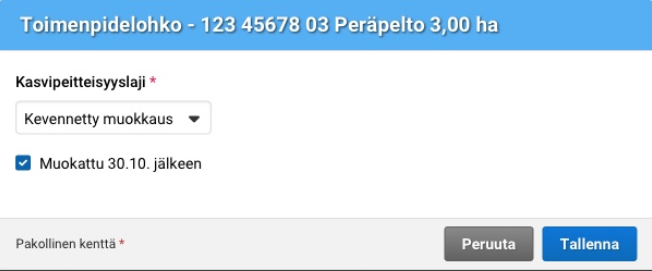 Toimenpidelohko - 123 45678 03 Peräpelto 3,00 ha
Kasvipeitteisyyslaji *
Kevennetty muokkaus
Muokattu 30.10. jälkeen
Pakollinen kenttä *
Peruuta
Tallenna